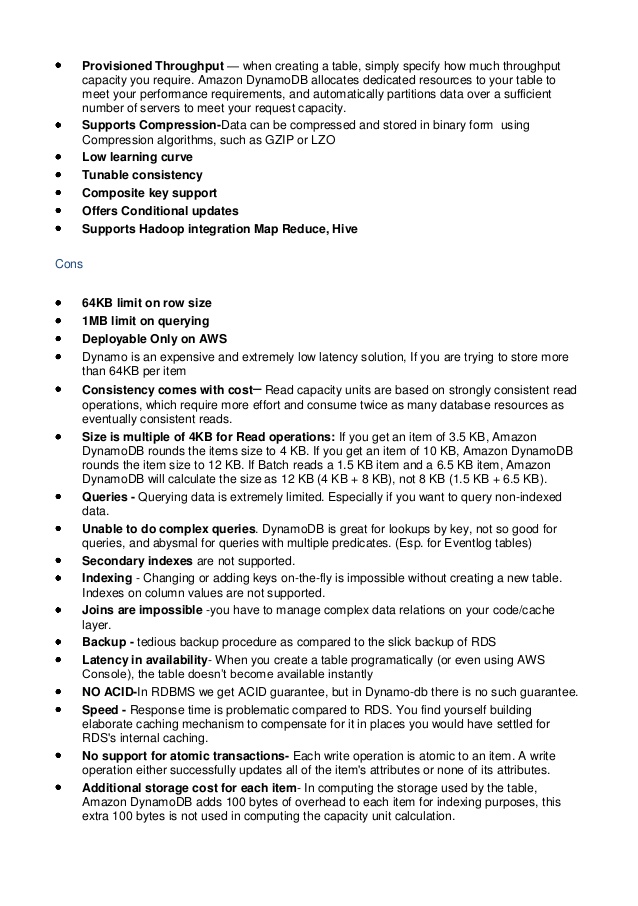 • Provisioned Throughput — when creating a table, simply specify how much throughput
capacity you require. Amazon DynamoDB allocates dedicated resources to your table to
meet your performance requirements, and automatically partitions data over a sufficient
number of servers to meet your request capacity.
• Supports Compression-Data can be compressed and stored in binary form using
Compression algorithms, such as GZIP or LZO
• Low learning curve
• Tunable consistency
• Composite key support
• Offers Conditional updates
• Supports Hadoop integration Map Reduce, Hive
Cons
• 64KB limit on row size
• 1MB limit on querying
• Deployable Only on AWS
• Dynamo is an expensive and extremely low latency solution, If you are trying to store more
than 64KB per item
• Consistency comes with cost– Read capacity units are based on strongly consistent read
operations, which require more effort and consume twice as many database resources as
eventually consistent reads.
• Size is multiple of 4KB for Read operations: If you get an item of 3.5 KB, Amazon
DynamoDB rounds the items size to 4 KB. If you get an item of 10 KB, Amazon DynamoDB
rounds the item size to 12 KB. If Batch reads a 1.5 KB item and a 6.5 KB item, Amazon
DynamoDB will calculate the size as 12 KB (4 KB + 8 KB), not 8 KB (1.5 KB + 6.5 KB).
• Queries - Querying data is extremely limited. Especially if you want to query non-indexed
data.
• Unable to do complex queries. DynamoDB is great for lookups by key, not so good for
queries, and abysmal for queries with multiple predicates. (Esp. for Eventlog tables)
• Secondary indexes are not supported.
• Indexing - Changing or adding keys on-the-fly is impossible without creating a new table.
Indexes on column values are not supported.
• Joins are impossible -you have to manage complex data relations on your code/cache
layer.
• Backup - tedious backup procedure as compared to the slick backup of RDS
• Latency in availability- When you create a table programatically (or even using AWS
Console), the table doesn't become available instantly
• NO ACID-In RDBMS we get ACID guarantee, but in Dynamo-db there is no such guarantee.
• Speed - Response time is problematic compared to RDS. You find yourself building
elaborate caching mechanism to compensate for it in places you would have settled for
RDS's internal caching.
• No support for atomic transactions- Each write operation is atomic to an item. A write
operation either successfully updates all of the item's attributes or none of its attributes.
• Additional storage cost for each item- In computing the storage used by the table,
Amazon DynamoDB adds 100 bytes of overhead to each item for indexing purposes, this
extra 100 bytes is not used in computing the capacity unit calculation.